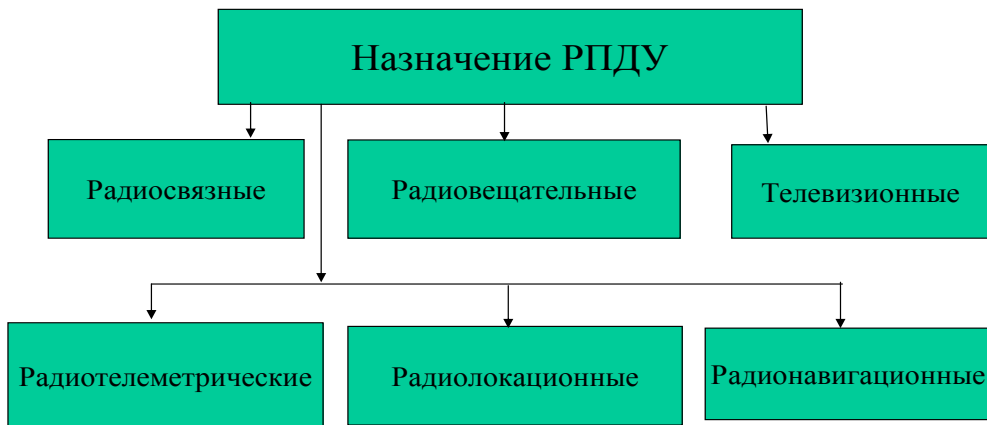 Назначение РПДУ
Радиосвязные
Радиовещательные
Телевизионные
Радиотелеметрические
Радиолокационные
Радионавигационные